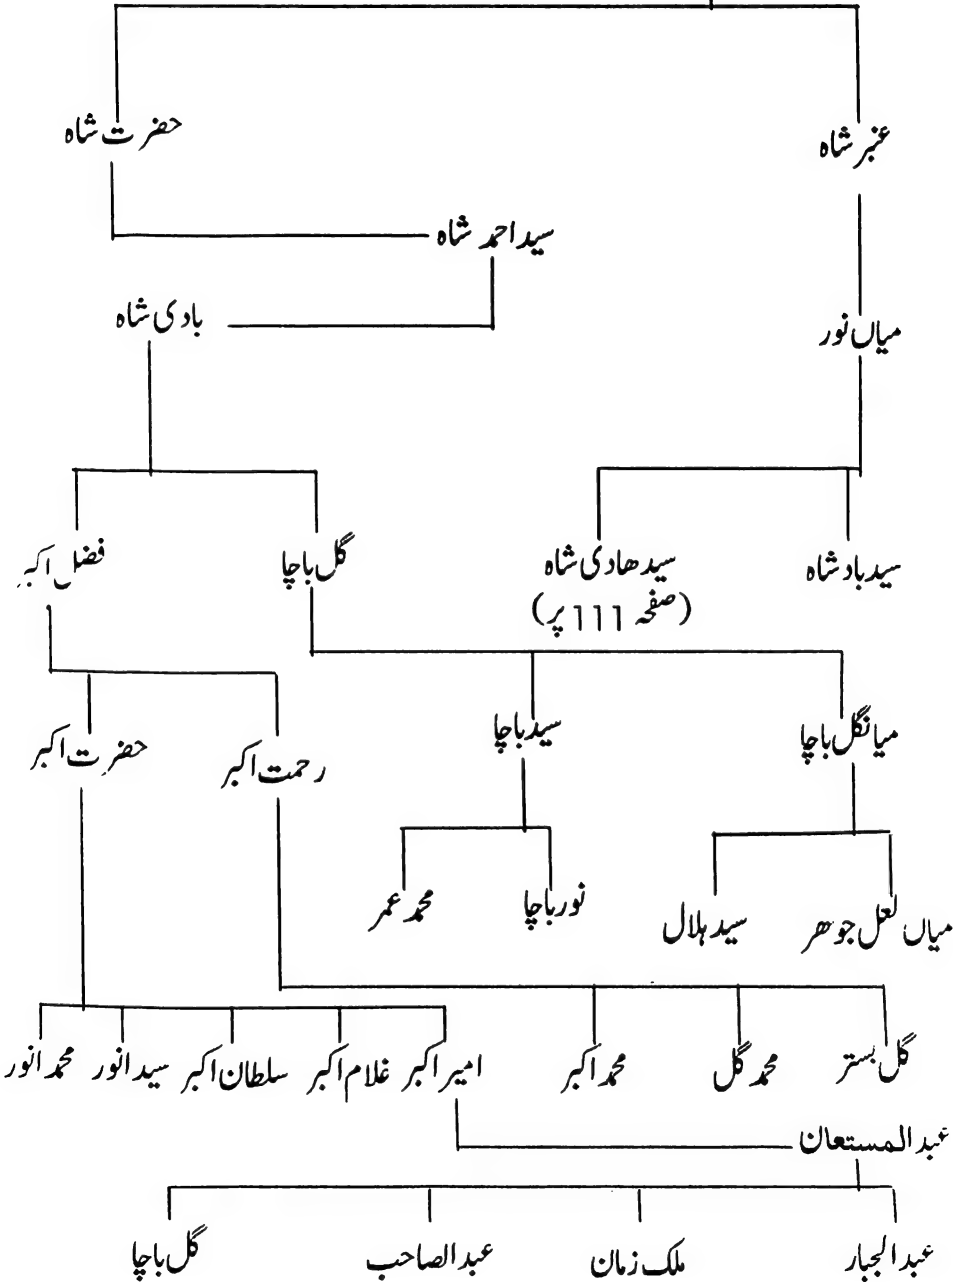 عنبر شاہ
حضرت شاہ
سید احمد شاہ
میاں نور
بادی شاہ
سید باد شاہ
سید ھادی شاہ
(صفحہ 111 پر)
گل باچا
فضل اکبر
میانگل باچا
سید باچا
رحمت اکبر
حضرت اکبر
میاں لعل جوھر
سید ہلال
نور باچا
محمد عمر
گل بستر
محمد گل
محمد اکبر
امیر اکبر
غلام اکبر
سلطان اکبر
سید انور
محمد انور
عبد المستعان
عبد الجبار
ملک زمان
عبد الصاحب
گل باچا